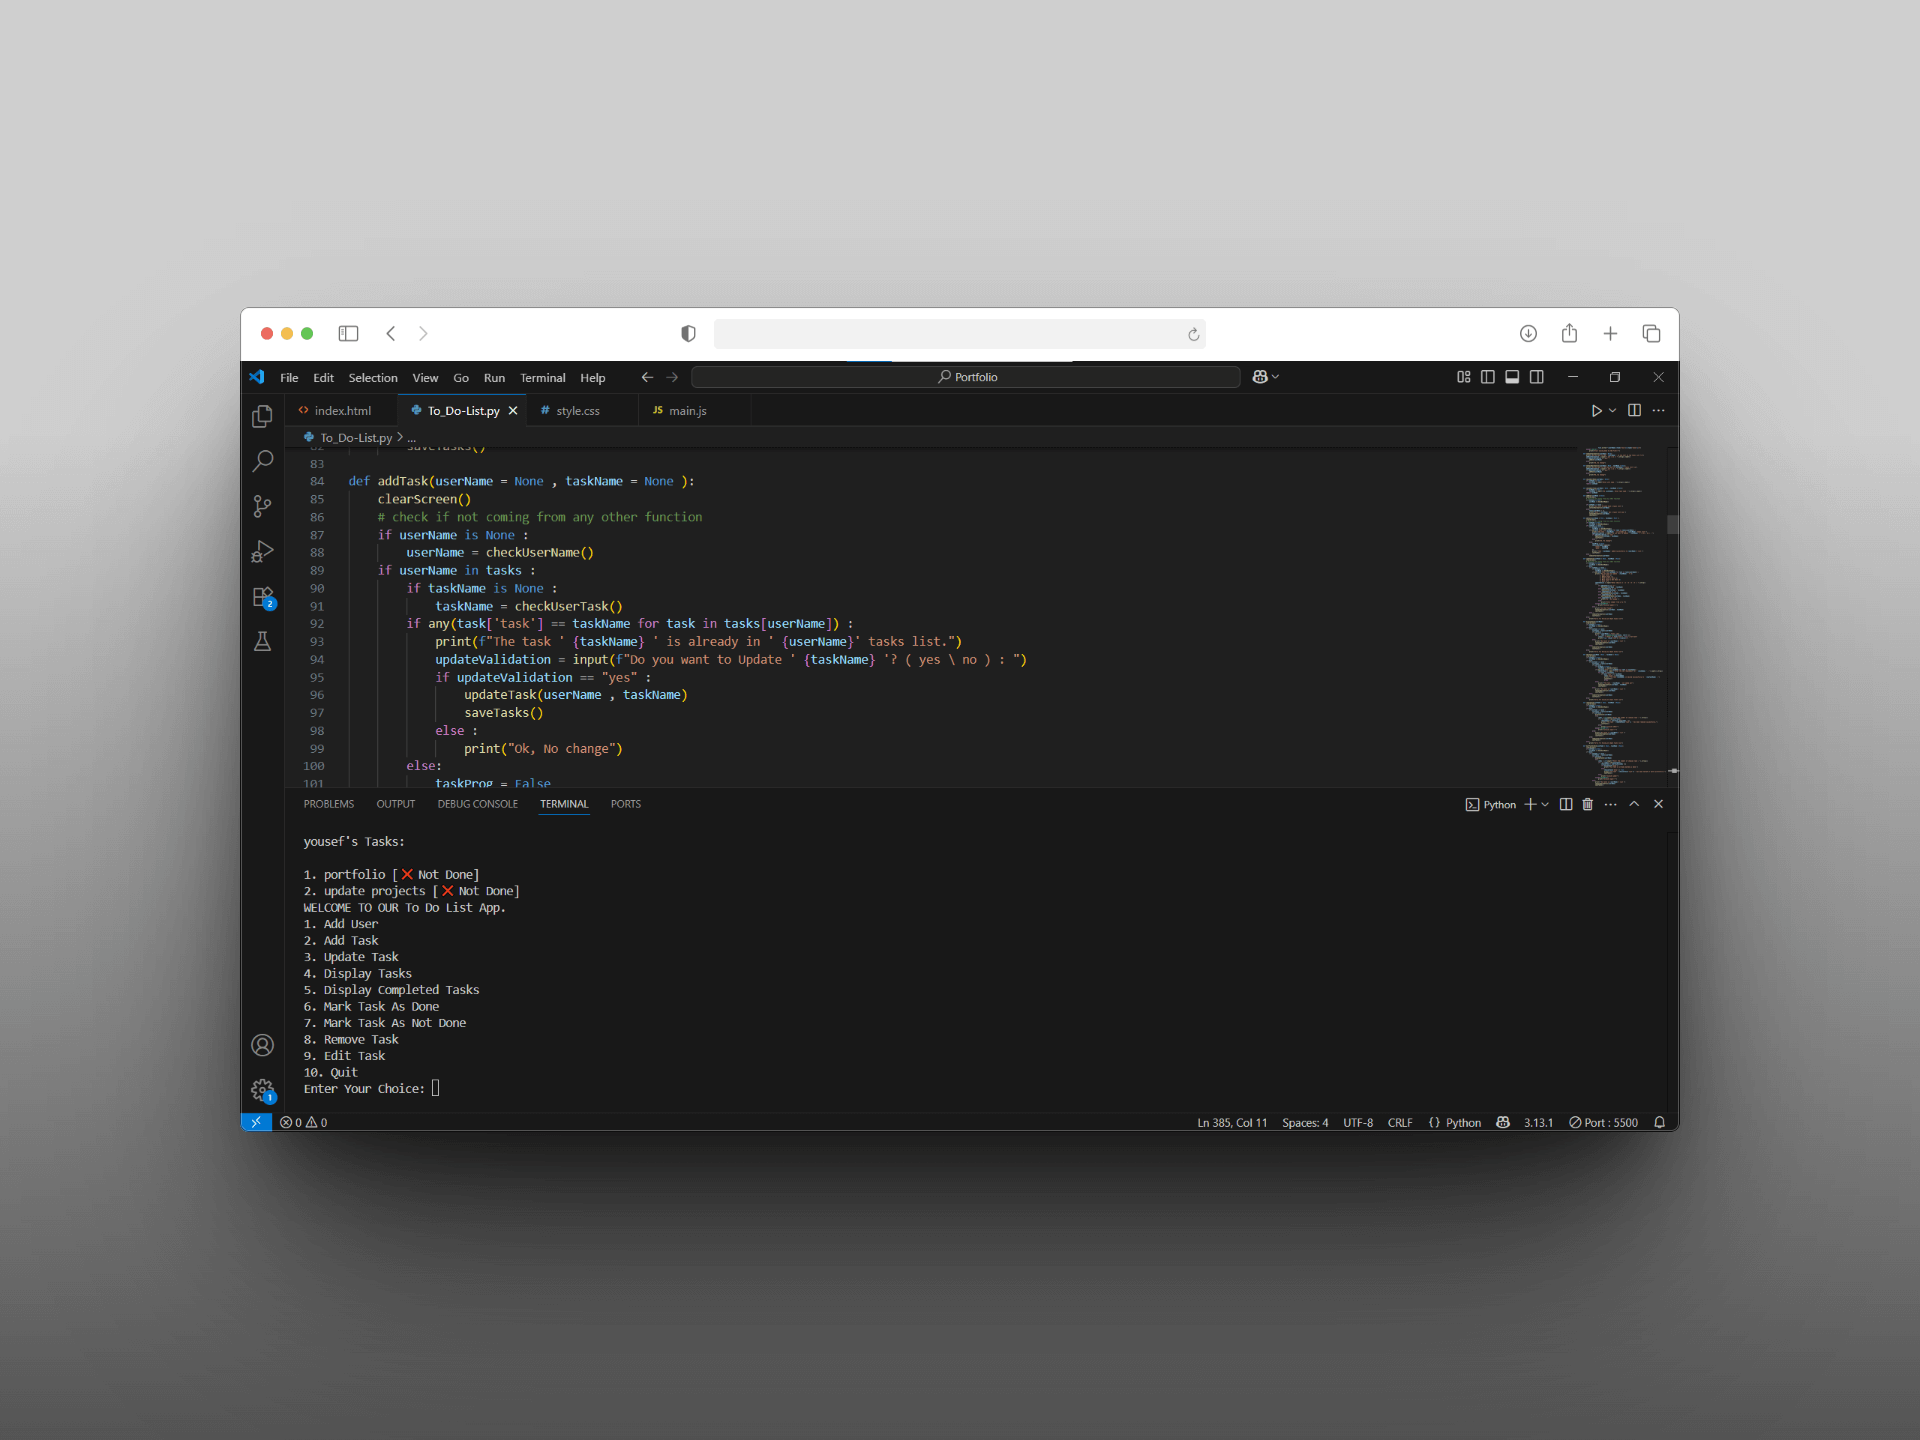 File Edit Selection View Go Run Terminal Help Portfolio
index.html To_Do-List.py style.css JS main.js
To_Do-List.py > ...
82 saveTasks()
83
84 def addTask(userName = None , taskName = None ):
85 clearScreen()
86 # check if not coming from any other function
87 if userName is None :
88 userName = checkUserName()
89 if userName in tasks :
90 if taskName is None :
91 taskName = checkUserTask()
92 if any(task['task'] == taskName for task in tasks[userName]) :
93 print(f"The task ' {taskName} ' is already in ' {userName}' tasks list.")
94 updateValidation = input(f"Do you want to Update ' {taskName} '? ( yes \ no ) : ")
95 if updateValidation == "yes" :
96 updateTask(userName , taskName)
97 saveTasks()
98 else :
99 print("Ok, No change")
100 else:
101 taskProg = False
PROBLEMS OUTPUT DEBUG CONSOLE TERMINAL PORTS Python
yousef's Tasks:
1. portfolio [❌ Not Done]
2. update projects [❌ Not Done]
WELCOME TO OUR To Do List App.
1. Add User
2. Add Task
3. Update Task
4. Display Tasks
5. Display Completed Tasks
6. Mark Task As Done
7. Mark Task As Not Done
8. Remove Task
9. Edit Task
10. Quit
Enter Your Choice:
2
1
0 0 Ln 385, Col 11 Spaces: 4 UTF-8 CRLF {} Python 3.13.1 Port : 5500